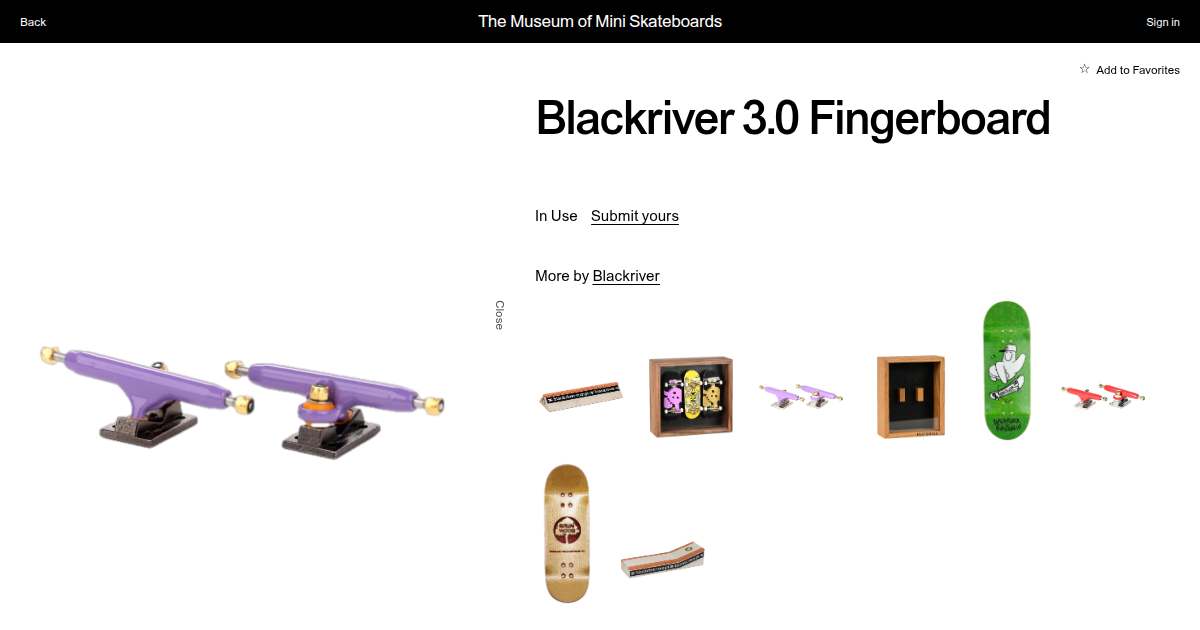 Back
The Museum of Mini Skateboards
Sign in
☆ Add to Favorites
Blackriver 3.0 Fingerboard
In Use Submit yours
More by Blackriver
Close